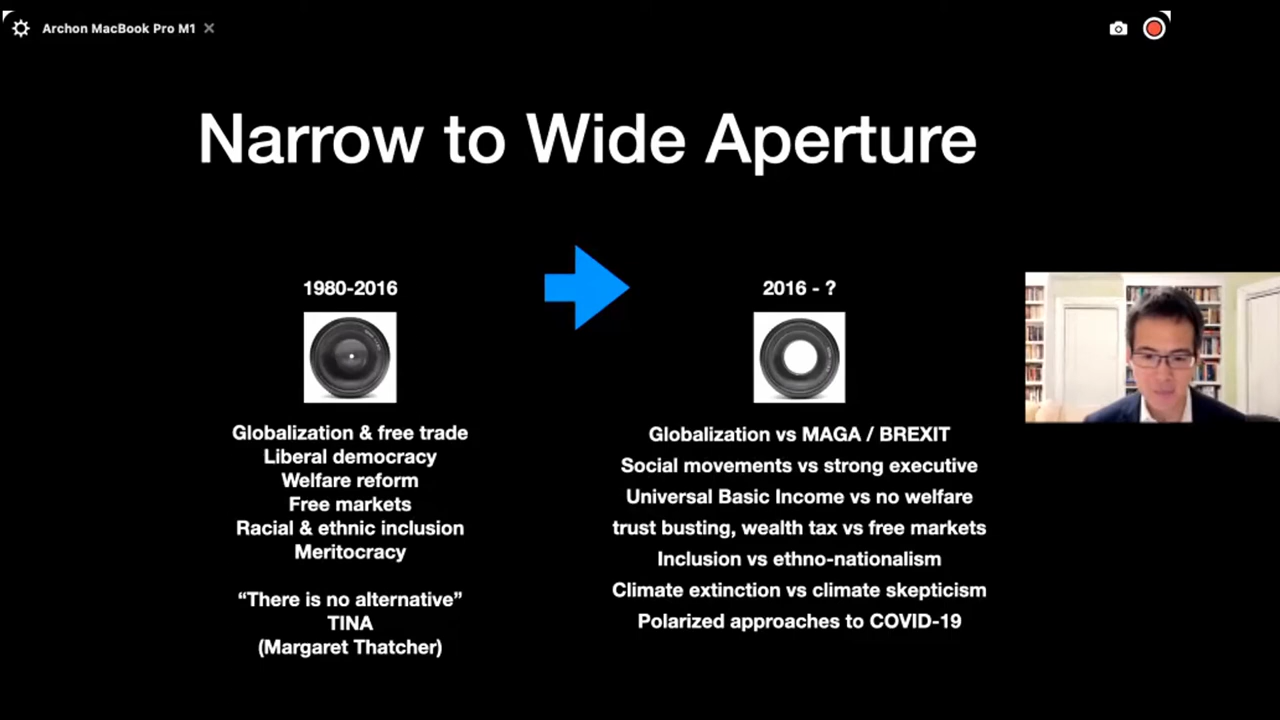 Archon MacBook Pro M1
Narrow to Wide Aperture
1980-2016
Globalization & free trade
Liberal democracy
Welfare reform
Free markets
Racial & ethnic inclusion
Meritocracy
“There is no alternative”
TINA
(Margaret Thatcher)
2016 - ?
Globalization vs MAGA / BREXIT
Social movements vs strong executive
Universal Basic Income vs no welfare
trust busting, wealth tax vs free markets
Inclusion vs ethno-nationalism
Climate extinction vs climate skepticism
Polarized approaches to COVID-19